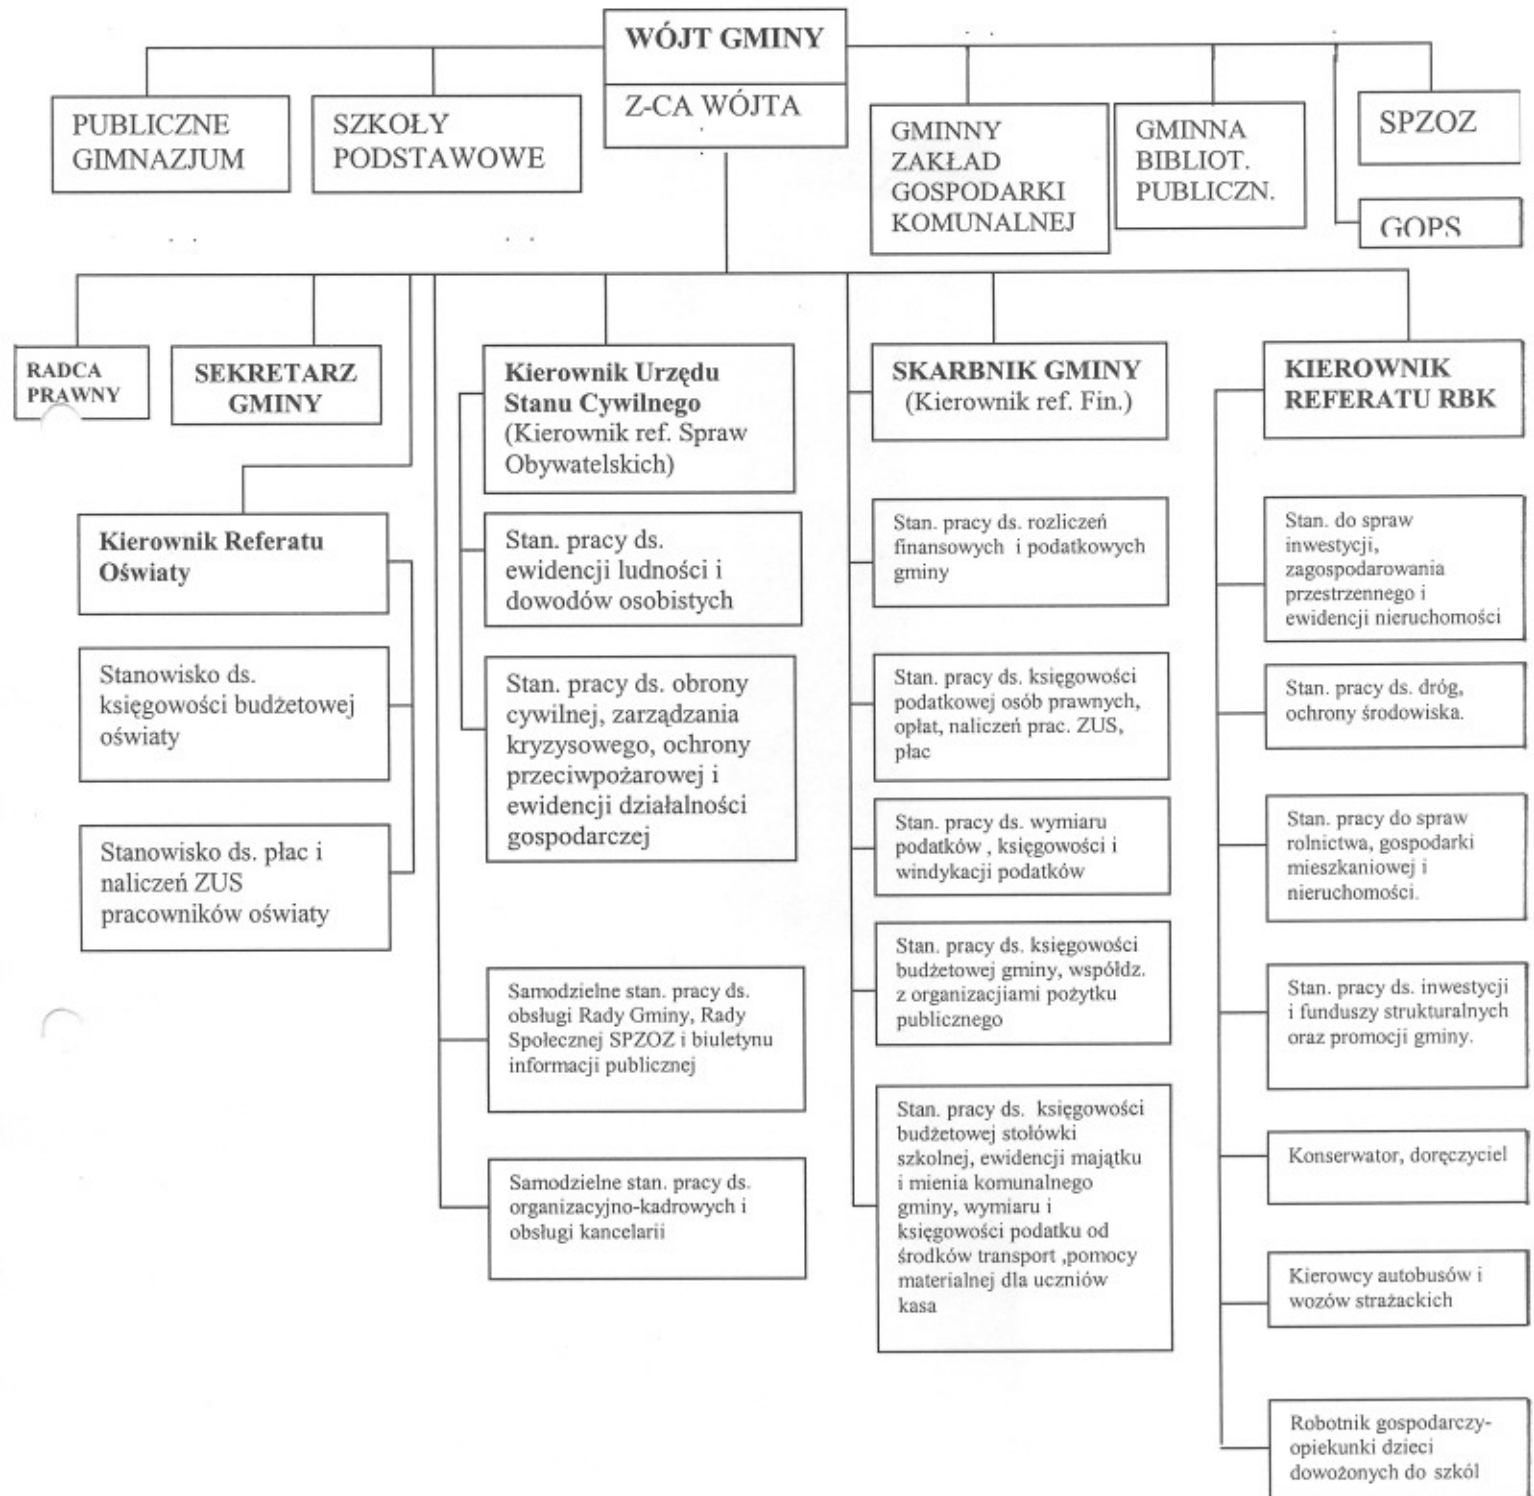 WÓJT GMINY
Z-CA WÓJTA
PUBLICZNE
GIMNAZJUM
SZKOŁY
PODSTAWOWE
GMINNY
ZAKŁAD
GOSPODARKI
KOMUNALNEJ
GMINNA
BIBLIOT.
PUBLICZN.
SPZOZ
GOPS
RADCA
PRAWNY
SEKRETARZ
GMINY
Kierownik Urzędu
Stanu Cywilnego
(Kierownik ref. Spraw
Obywatelskich)
SKARBNIK GMINY
(Kierownik ref. Fin.)
KIEROWNIK
REFERATU RBK
Kierownik Referatu
Oświaty
Stanowisko ds.
księgowości budżetowej
oświaty
Stanowisko ds. płac i
naliczeń ZUS
pracowników oświaty
Stan. pracy ds.
ewidencji ludności i
dowodów osobistych
Stan. pracy ds. obrony
cywilnej, zarządzania
kryzysowego, ochrony
przeciwpożarowej i
ewidencji działalności
gospodarczej
Samodzielne stan. pracy ds.
obsługi Rady Gminy, Rady
Społecznej SPZOZ i biuletynu
informacji publicznej
Samodzielne stan. pracy ds.
organizacyjno-kadrowych i
obsługi kancelarii
Stan. pracy ds. rozliczeń
finansowych i podatkowych
gminy
Stan. pracy ds. księgowości
podatkowej osób prawnych,
opłat, naliczeń prac. ZUS,
płac
Stan. pracy ds. wymiaru
podatków , księgowości i
windykacji podatków
Stan. pracy ds. księgowości
budżetowej gminy, współdz.
z organizacjiami pożytku
publicznego
Stan. pracy ds. księgowości
budżetowej stołówki
szkolnej, ewidencji majątku
i mienia komunalnego
gminy, wymiaru i
księgowości podatku od
środków transport ,pomocy
materialnej dla uczniów
kasa
Stan. do spraw
inwestycji,
zagospodarowania
przestrzennego i
ewidencji nieruchomości
Stan. pracy ds. dróg,
ochrony środowiska.
Stan. pracy do spraw
rolnictwa, gospodarki
mieszkaniowej i
nieruchomości.
Stan. pracy ds. inwestycji
i funduszy strukturalnych
oraz promocji gminy.
Konserwator, doręczyciel
Kierowcy autobusów i
wozów strażackich
Robotnik gospodarczy-
opiekunki dzieci
dowożonych do szkól